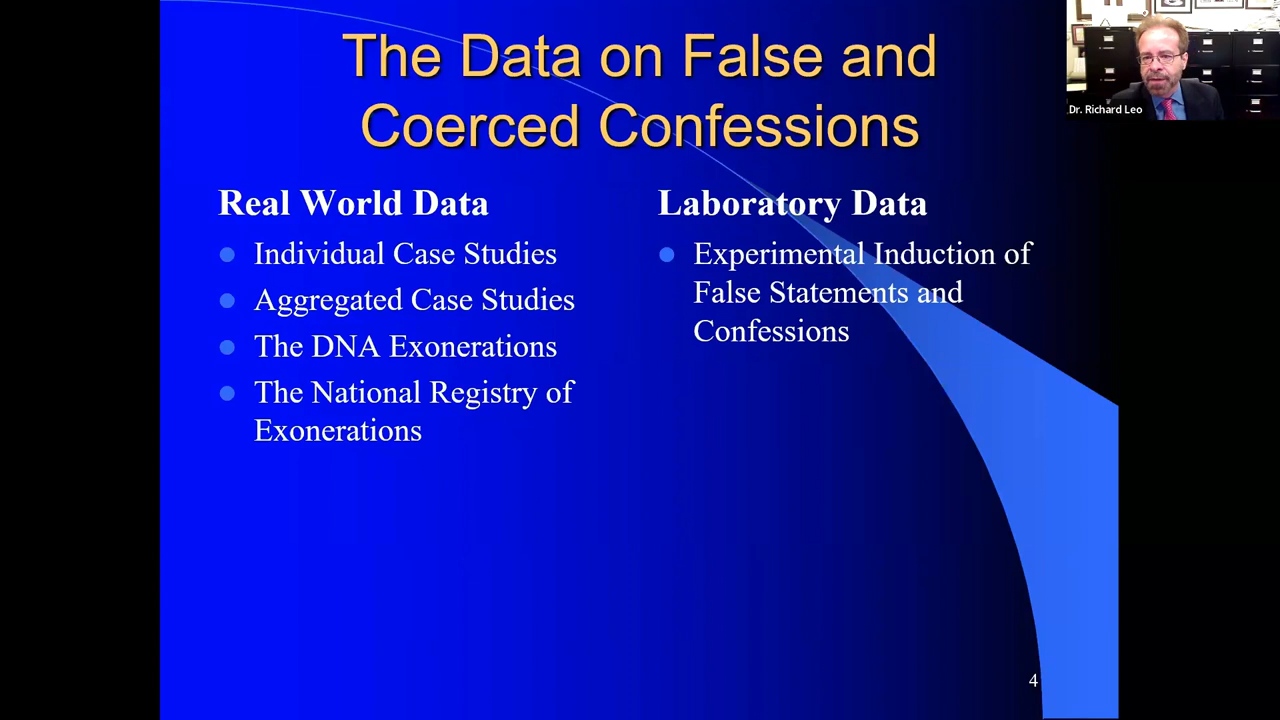 The Data on False and
Coerced Confessions
Dr. Richard Leo
Real World Data
Individual Case Studies
Aggregated Case Studies
The DNA Exonerations
The National Registry of
Exonerations
Laboratory Data
Experimental Induction of
False Statements and
Confessions
4